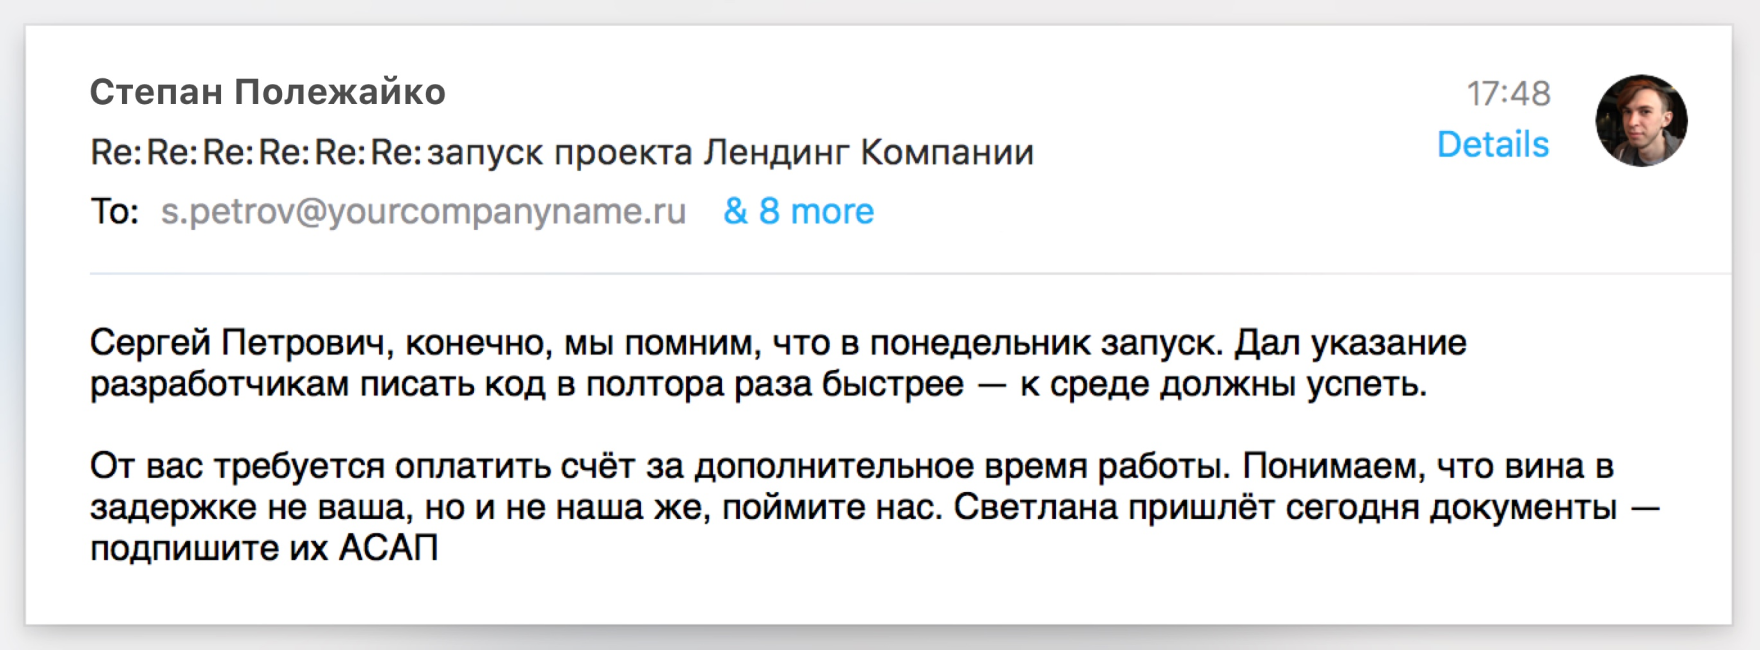 Степан Полежайко
17:48
Re: Re: Re: Re: Re: Re: запуск проекта Лендинг Компании
Details
To: s.petrov@yourcompanyname.ru & 8 more
Сергей Петрович, конечно, мы помним, что в понедельник запуск. Дал указание
разработчикам писать код в полтора раза быстрее — к среде должны успеть.
От вас требуется оплатить счёт за дополнительное время работы. Понимаем, что вина в
задержке не ваша, но и не наша же, поймите нас. Светлана пришлёт сегодня документы —
подпишите их АСАП